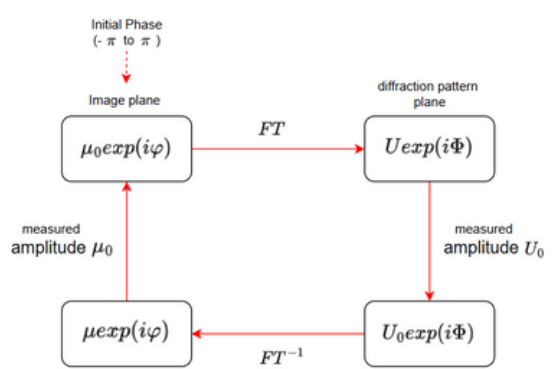 Initial Phase
(- π to π )
Image plane
diffraction pattern
plane
μ₀exp(iφ)
FT
Uexp(iΦ)
measured
amplitude μ₀
measured
amplitude U₀
μexp(iφ)
FT⁻¹
U₀exp(iΦ)